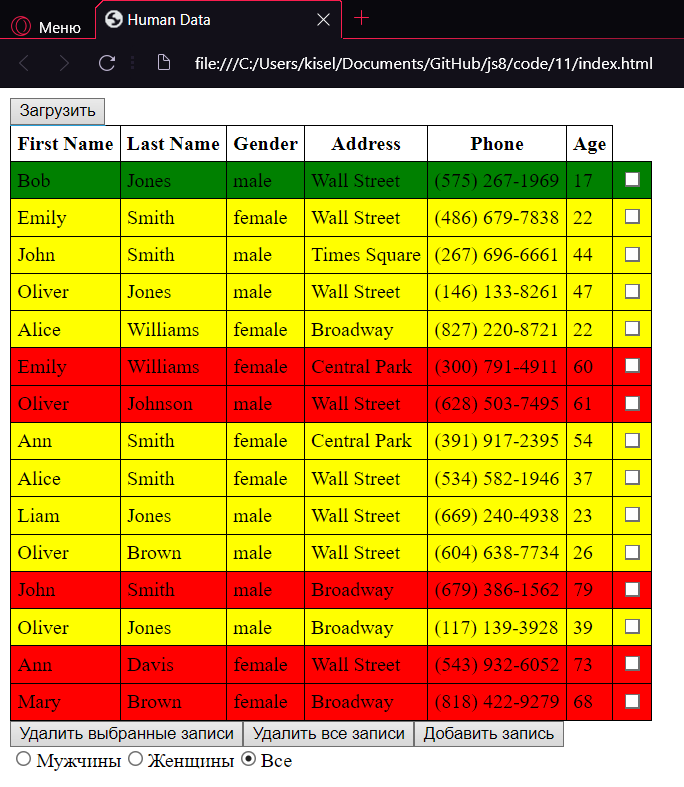 Меню Human Data
file:///C:/Users/kisel/Documents/GitHub/js8/code/11/index.html
Загрузить
First Name Last Name Gender Address Phone Age
Bob Jones male Wall Street (575) 267-1969 17
Emily Smith female Wall Street (486) 679-7838 22
John Smith male Times Square (267) 696-6661 44
Oliver Jones male Wall Street (146) 133-8261 47
Alice Williams female Broadway (827) 220-8721 22
Emily Williams female Central Park (300) 791-4911 60
Oliver Johnson male Wall Street (628) 503-7495 61
Ann Smith female Central Park (391) 917-2395 54
Alice Smith female Wall Street (534) 582-1946 37
Liam Jones male Wall Street (669) 240-4938 23
Oliver Brown male Wall Street (604) 638-7734 26
John Smith male Broadway (679) 386-1562 79
Oliver Jones male Broadway (117) 139-3928 39
Ann Davis female Wall Street (543) 932-6052 73
Mary Brown female Broadway (818) 422-9279 68
Удалить выбранные записи Удалить все записи Добавить запись
Мужчины Женщины Все